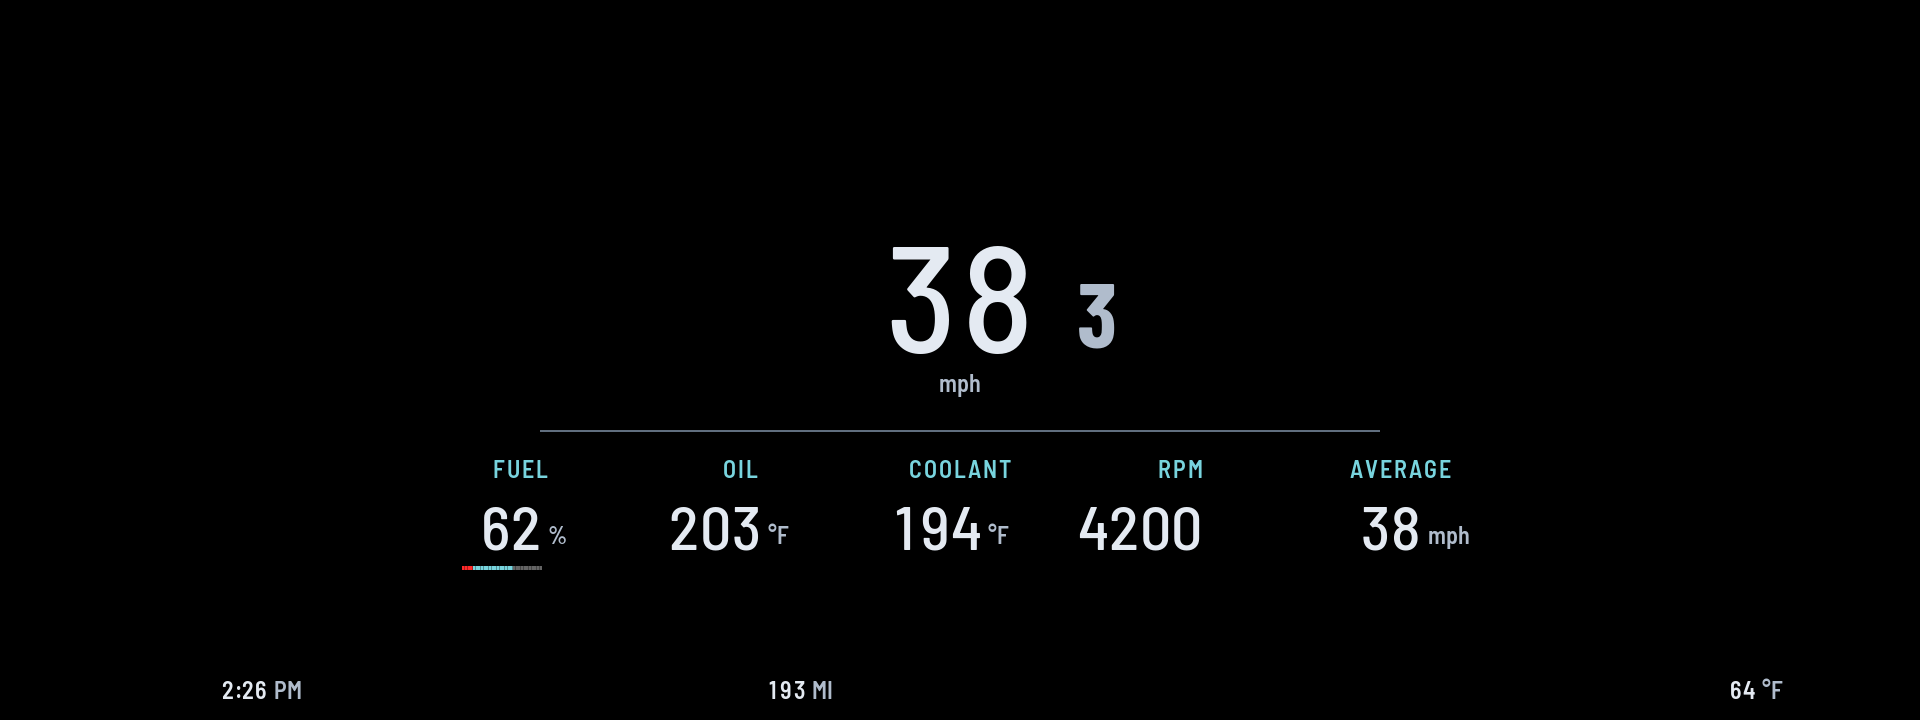 38 3
mph
FUEL OIL COOLANT RPM AVERAGE
62 % 203 °F 194 °F 4200 38 mph
2:26 PM 193 MI 64 °F